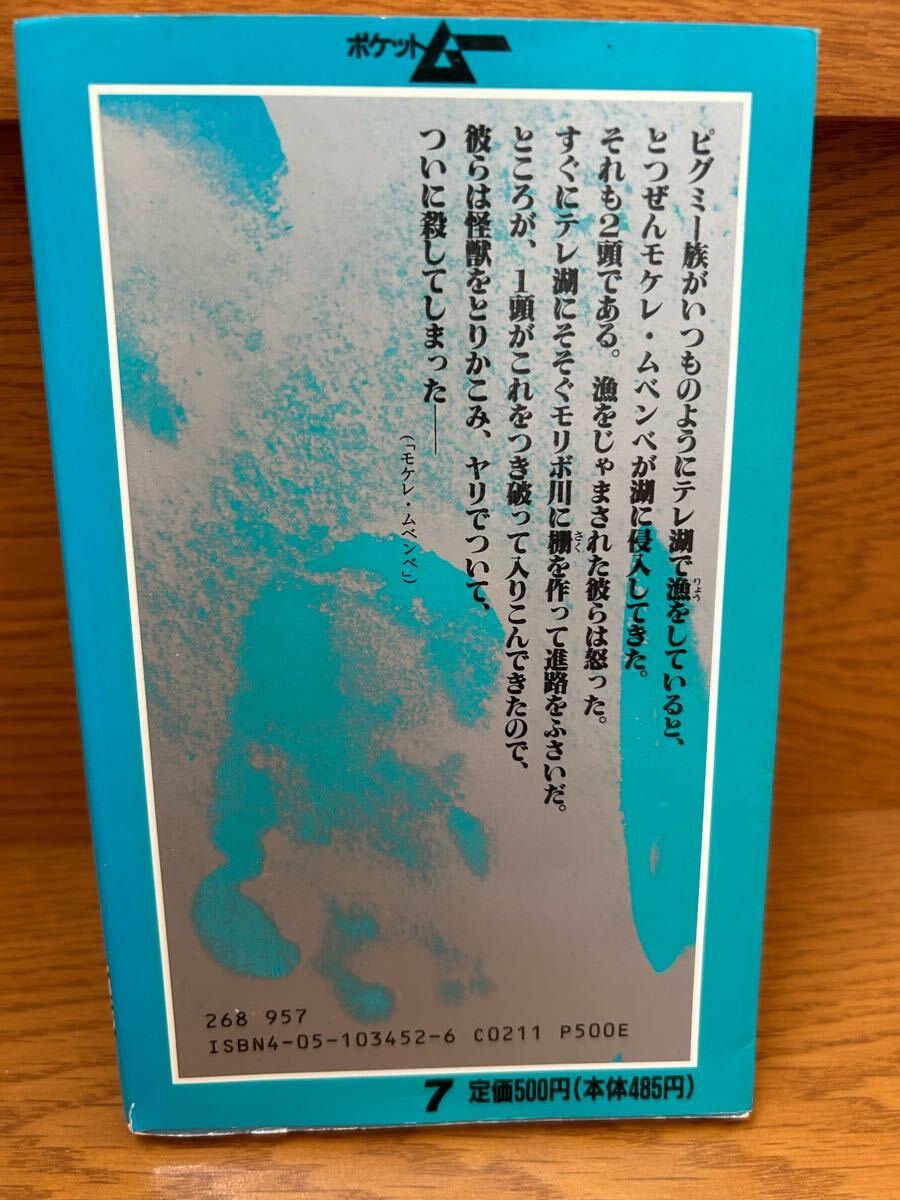 ポケットムー
ピグミー族がいつものようにテレ湖で漁をしていると、
りょう
とつぜんモケレ・ムベンベが湖に侵入してきた。
それも2頭である。漁をじゃまされた彼らは怒った。
すぐにテレ湖にそそぐモリボ川に棚を作って進路をふさいだ。
さく
ところが、1頭がこれをつき破って入りこんできたので、
彼らは怪獣をとりかこみ、ヤリでついて、
ついに殺してしまった——
(「モケレ・ムベンベ」)
268 957
ISBN4-05-103452-6 C0211 P500E
7 定価500円(本体485円)